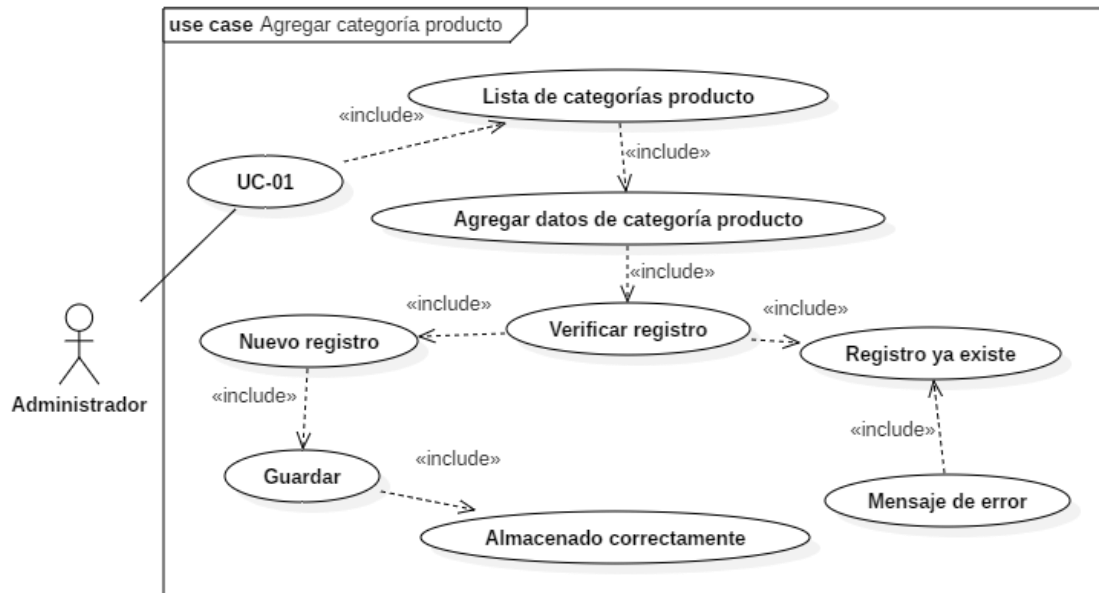 use case Agregar categoría producto
Lista de categorías producto
«include»
«include»
UC-01
Agregar datos de categoría producto
«include»
«include»
«include»
Verificar registro
Nuevo registro
Registro ya existe
«include»
Administrador
«include»
«include»
Guardar
Mensaje de error
Almacenado correctamente